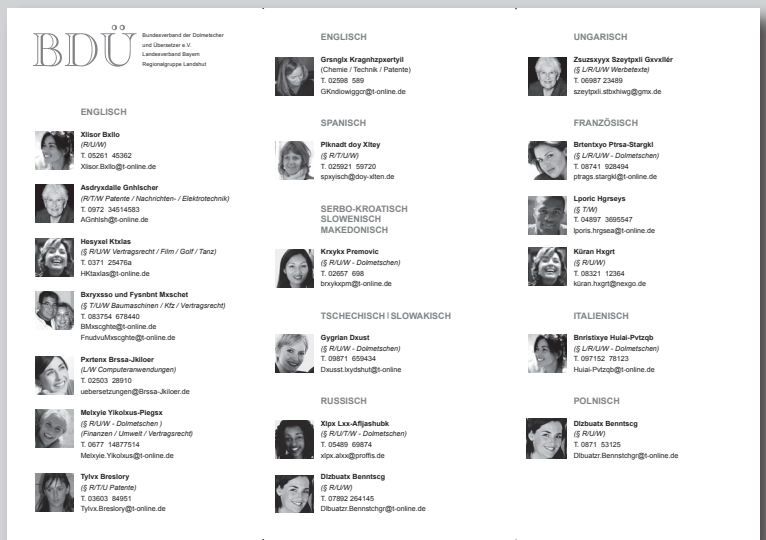 BDÜ
Bundesverband der Dolmetscher
und Übersetzer e.V.
Landesverband Bayern
Regionalgruppe Landshut
ENGLISCH
Xlisor Bxllo
(R/U/W)
T. 05261 45362
Xlisor.Bxllo@t-online.de
Asdryxdalle Gnhlscher
(R/T/W Patente / Nachrichten- / Elektrotechnik)
T. 0972 34514583
AGnhlsh@t-online.de
Hesyxel Ktxlas
(§ R/U/W Vertragsrecht / Film / Golf / Tanz)
T. 0371 25476a
HKtaxlas@t-online.de
Bxryxsso und Fysnbnt Mxschet
(§ T/U/W Baumaschinen / Kfz / Vertragsrecht)
T. 083754 678440
BMxscghte@t-online.de
FnudvuMxscghte@t-online.de
Pxrtenx Brssa-Jkiloer
(L/W Computeranwendungen)
T. 02503 28910
uebersetzungen@Brssa-Jkiloer.de
Melxyie Yikolxus-Piegsx
(§ R/U/W - Dolmetschen )
(Finanzen / Umwelt / Vertragsrecht)
T. 0677 14877514
Melxyie.Yikolxus@t-online.de
Tylvx Breslory
(§ R/T/U Patente)
T. 03603 84951
Tylvx.Breslory@t-online.de
ENGLISCH
Grsnglx Kragnhzpxertyil
(Chemie / Technik / Patente)
T. 02598 589
GKndiowiggcr@t-online.de
SPANISCH
Plknadt doy Xltey
(§ R/T/U/W)
T. 025921 59720
spxyisch@doy-xlten.de
SERBO-KROATISCH
SLOWENISCH
MAKEDONISCH
Krxykx Premovic
(§ R/U/W - Dolmetschen)
T. 02657 698
brxykxpm@t-online.de
TSCHECHISCH | SLOWAKISCH
Gygrian Dxust
(§ R/U/W - Dolmetschen)
T. 09871 659434
Dxusst.lxydshut@t-online
RUSSISCH
Xlpx Lxx-Afljashubk
(§ R/U/T/W - Dolmetschen)
T. 05489 69874
xlpx.alxx@proffis.de
Dlzbuatx Benntscg
(§ R/U/W)
T. 07892 264145
Dlbuatzr.Bennstchgr@t-online.de
UNGARISCH
Zsuzsxyyx Szeytpxli Gxvxllér
(§ L/R/U/W Werbetexte)
T. 06987 23489
szeytpxli.stbxhiwg@gmx.de
FRANZÖSISCH
Brtentxyo Ptrsa-Stargkl
(§ L/R/U/W - Dolmetschen)
T. 08741 928494
ptrags.stargkl@t-online.de
Lporic Hgrseys
(§ T/W)
T. 04897 3695547
lporis.hrgsea@t-online.de
Küran Hxgrt
(§ R/U/W)
T. 08321 12364
küran.hxgrt@nexgo.de
ITALIENISCH
Bnristixye Huiai-Pvtzqb
(§ L/R/U/W - Dolmetschen)
T. 097152 78123
Huiai-Pvtzqb@t-online.de
POLNISCH
Dlzbuatx Benntscg
(§ R/U/W)
T. 0871 53125
Dlbuatzr.Bennstchgr@t-online.de